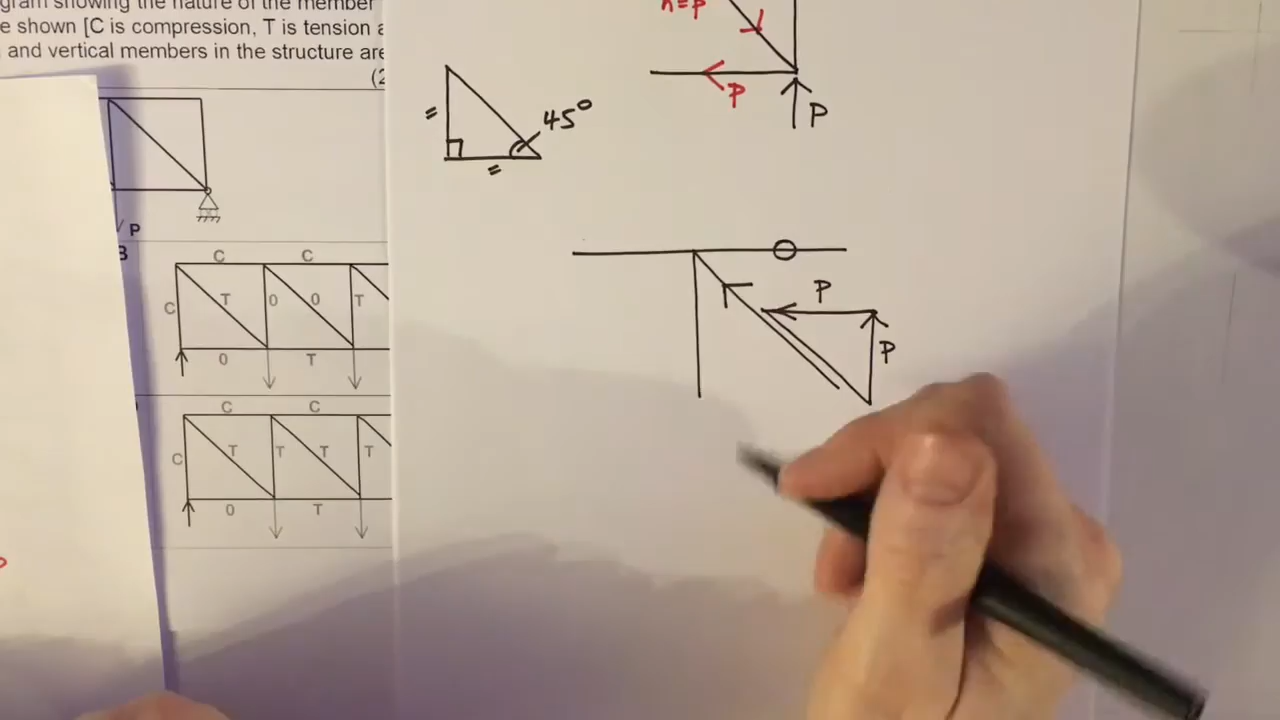 gram showing the nature of the member
e shown [C is compression, T is tension a
and vertical members in the structure are
(2
P
3
C C
C T 0 0 T
0 T
C C
C T T T T
0 T
h=P
P
P
45°
=
=
P
P